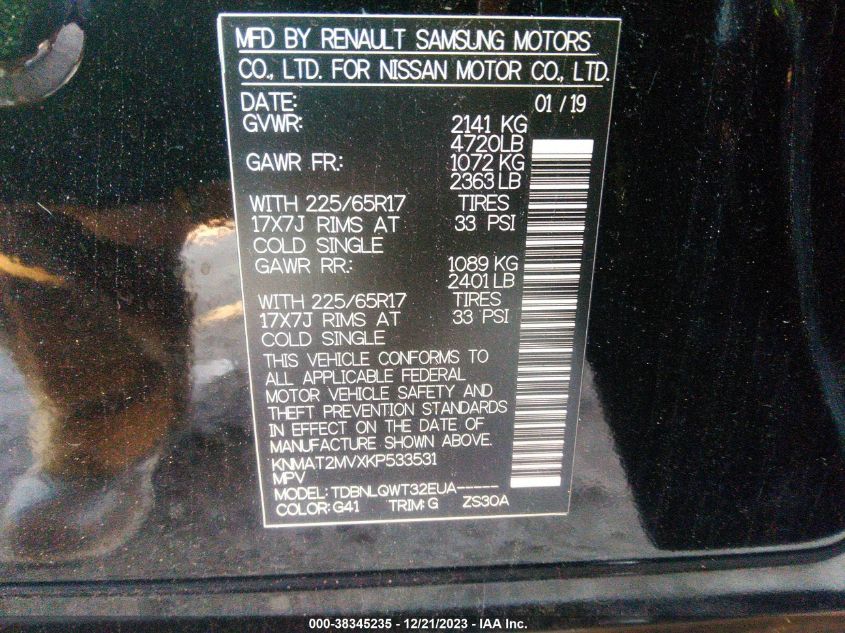 MFD BY RENAULT SAMSUNG MOTORS
CO., LTD. FOR NISSAN MOTOR CO., LTD.
DATE: 01 / 19
GVWR: 2141 KG
4720LB
GAWR FR.: 1072 KG
2363 LB
WITH 225/65R17 TIRES
17X7J RIMS AT 33 PSI
COLD SINGLE
GAWR RR.: 1089 KG
2401 LB
WITH 225/65R17 TIRES
17X7J RIMS AT 33 PSI
COLD SINGLE
THIS VEHICLE CONFORMS TO
ALL APPLICABLE FEDERAL
MOTOR VEHICLE SAFETY AND
THEFT PREVENTION STANDARDS
IN EFFECT ON THE DATE OF
MANUFACTURE SHOWN ABOVE.
KNMAT2MVXKP533531
MPV
MODEL: TDBNLQWT32EUA-----
COLOR: G41 TRIM: G ZS30A
000-38345235 - 12/21/2023 - IAA Inc.